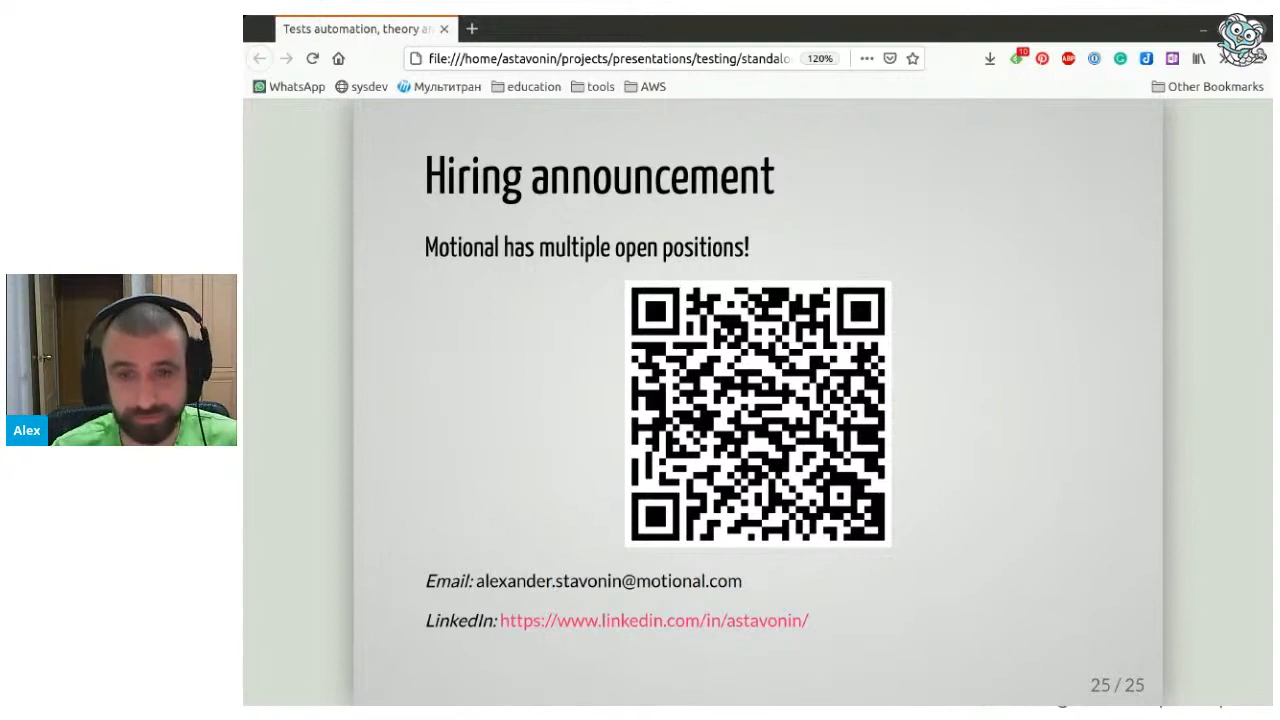 Tests automation, theory a
file:///home/astavonin/projects/presentations/testing/standalo
120%
10
ABP
WhatsApp
sysdev
Мультитран
education
tools
AWS
Other Bookmarks
Hiring announcement
Motional has multiple open positions!
Alex
Email: alexander.stavonin@motional.com
LinkedIn: https://www.linkedin.com/in/astavonin/
25 / 25